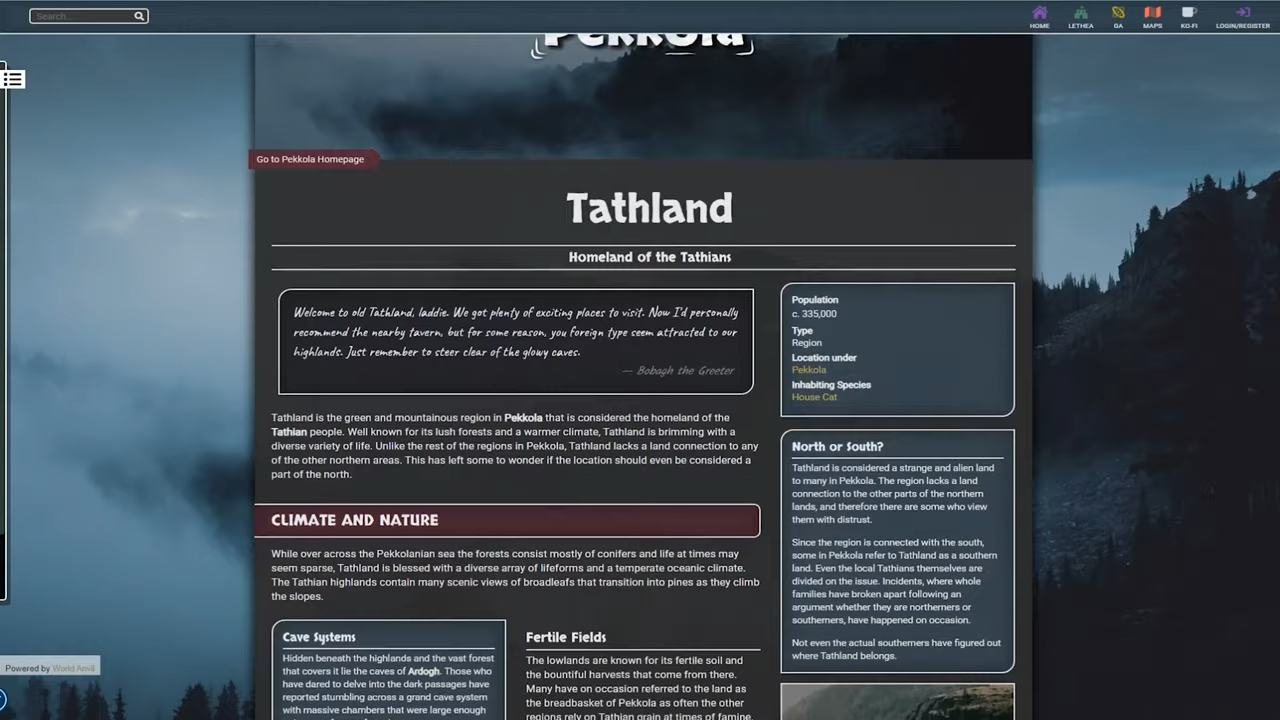 Search...
HOME
LETHEA
GA
MAPS
KO-FI
LOGIN/REGISTER
Pekkola
Go to Pekkola Homepage
Tathland
Homeland of the Tathians
Welcome to old Tathland, laddie. We got plenty of exciting places to visit. Now I'd personally
recommend the nearby tavern, but for some reason, you foreign type seem attracted to our
highlands. Just remember to steer clear of the glowy caves.
— Bobagh the Greeter
Tathland is the green and mountainous region in Pekkola that is considered the homeland of the
Tathian people. Well known for its lush forests and a warmer climate, Tathland is brimming with a
diverse variety of life. Unlike the rest of the regions in Pekkola, Tathland lacks a land connection to any
of the other northern areas. This has left some to wonder if the location should even be considered a
part of the north.
CLIMATE AND NATURE
While over across the Pekkolanian sea the forests consist mostly of conifers and life at times may
seem sparse, Tathland is blessed with a diverse array of lifeforms and a temperate oceanic climate.
The Tathian highlands contain many scenic views of broadleafs that transition into pines as they climb
the slopes.
Cave Systems
Hidden beneath the highlands and the vast forest
that covers it lie the caves of Ardogh. Those who
have dared to delve into the dark passages have
reported stumbling across a grand cave system
with massive chambers that were large enough
Fertile Fields
The lowlands are known for its fertile soil and
the bountiful harvests that come from there.
Many have on occasion referred to the land as
the breadbasket of Pekkola as often the other
regions rely on Tathian grain at times of famine.
Population
c. 335,000
Type
Region
Location under
Pekkola
Inhabiting Species
House Cat
North or South?
Tathland is considered a strange and alien land
to many in Pekkola. The region lacks a land
connection to the other parts of the northern
lands, and therefore there are some who view
them with distrust.
Since the region is connected with the south,
some in Pekkola refer to Tathland as a southern
land. Even the local Tathians themselves are
divided on the issue. Incidents, where whole
families have broken apart following an
argument whether they are northerners or
southerners, have happened on occasion.
Not even the actual southerners have figured out
where Tathland belongs.
Powered by World Anvil